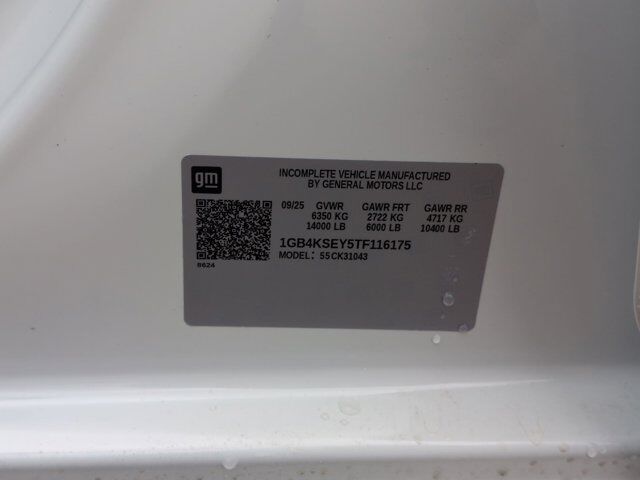 gm
INCOMPLETE VEHICLE MANUFACTURED
BY GENERAL MOTORS LLC
09/25 GVWR GAWR FRT GAWR RR
6350 KG 2722 KG 4717 KG
14000 LB 6000 LB 10400 LB
1GB4KSEY5TF116175
MODEL: 55CK31043
8624